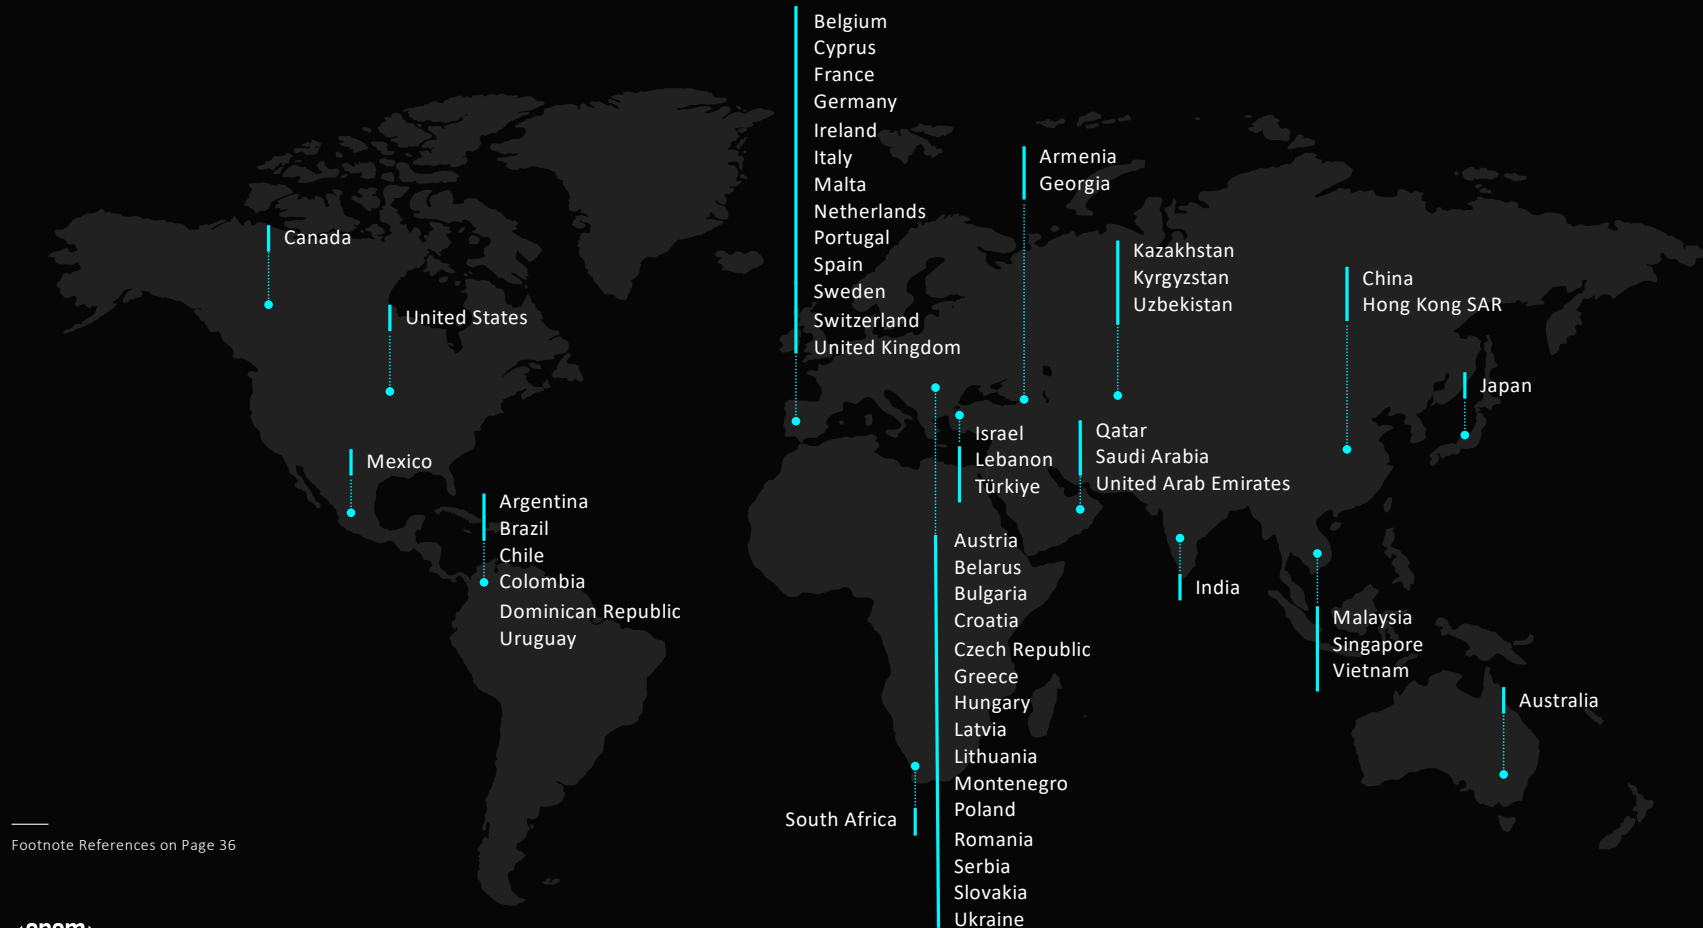 Belgium
Cyprus
France
Germany
Ireland
Italy
Malta
Netherlands
Portugal
Spain
Sweden
Switzerland
United Kingdom
Armenia
Georgia
Canada
Kazakhstan
Kyrgyzstan
Uzbekistan
China
Hong Kong SAR
United States
Japan
Mexico
Israel
Lebanon
Türkiye
Qatar
Saudi Arabia
United Arab Emirates
Argentina
Brazil
Chile
Colombia
Dominican Republic
Uruguay
Austria
Belarus
Bulgaria
Croatia
Czech Republic
Greece
Hungary
Latvia
Lithuania
Montenegro
Poland
Romania
Serbia
Slovakia
Ukraine
India
Malaysia
Singapore
Vietnam
Australia
South Africa
Footnote References on Page 36